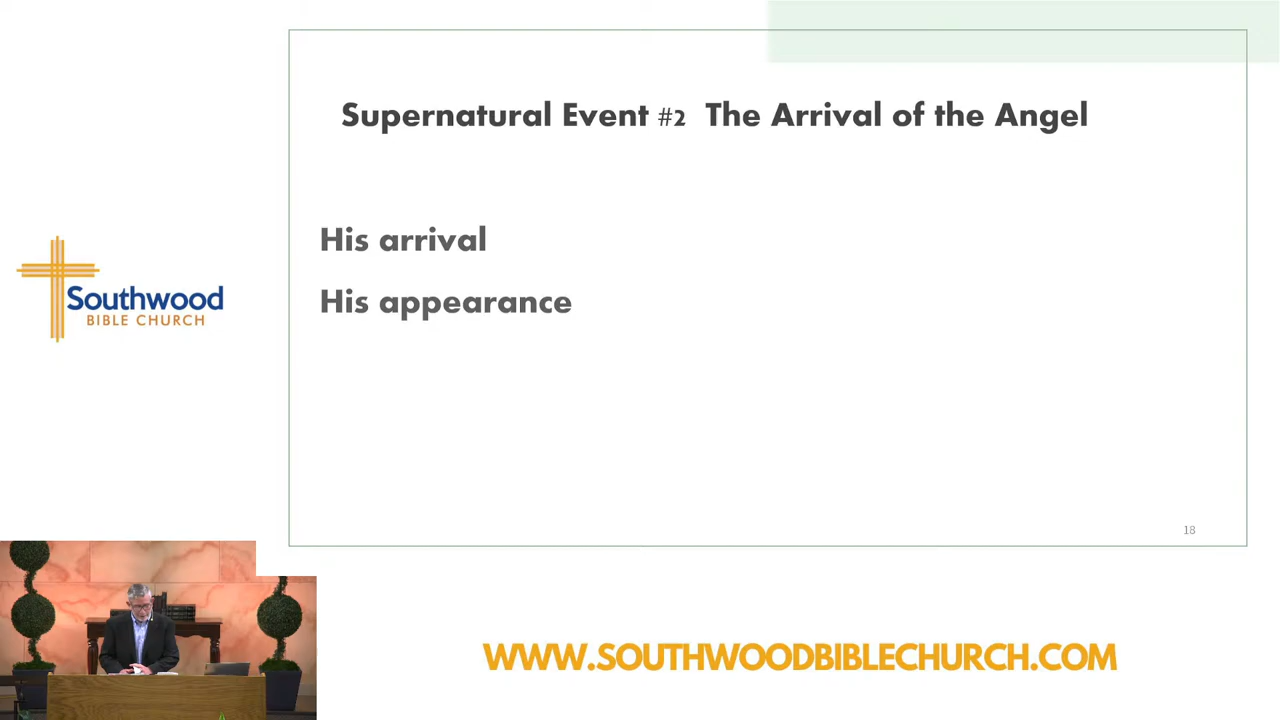 Supernatural Event #2 The Arrival of the Angel
His arrival
His appearance
Southwood
BIBLE CHURCH
18
WWW.SOUTHWOODBIBLECHURCH.COM